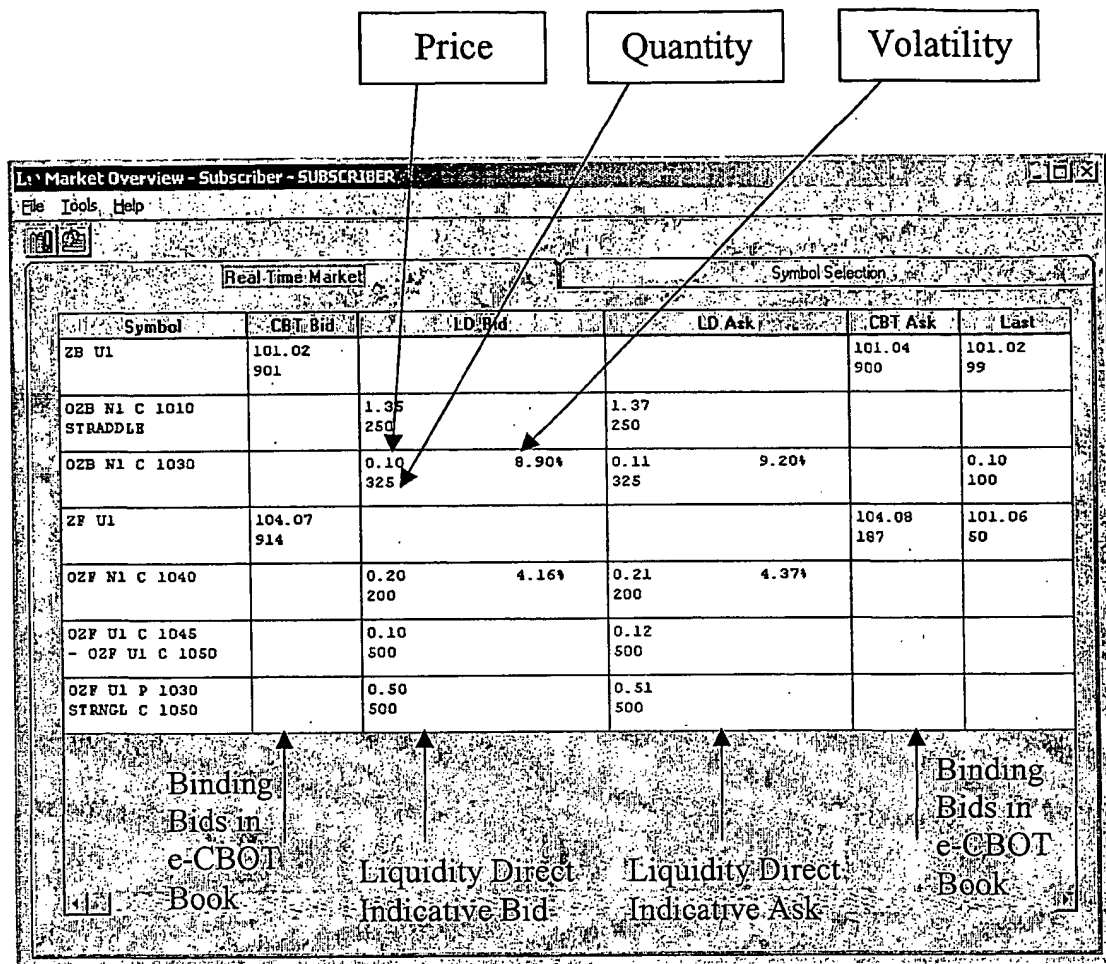 Price Quantity Volatility
Market Overview - Subscriber - SUBSCRIBER
File Tools Help
Real-Time Market Symbol Selection
Symbol CBT Bid LD Bid LD Ask CBT Ask Last
ZB U1 101.02 101.04 101.02
901 900 99
OZB N1 C 1010 1.35 1.37
STRADDLE 250 250
OZB N1 C 1030 0.10 8.90% 0.11 9.20% 0.10
325 325 100
ZF U1 104.07 104.08 101.06
914 187 50
OZF N1 C 1040 0.20 4.16% 0.21 4.37%
200 200
OZF U1 C 1045 0.10 0.12
- OZF U1 C 1050 500 500
OZF U1 P 1030 0.50 0.51
STRNGL C 1050 500 500
Binding
Bids in
e-CBOT
Book
Liquidity Direct
Indicative Bid
Liquidity Direct
Indicative Ask
Binding
Bids in
e-CBOT
Book